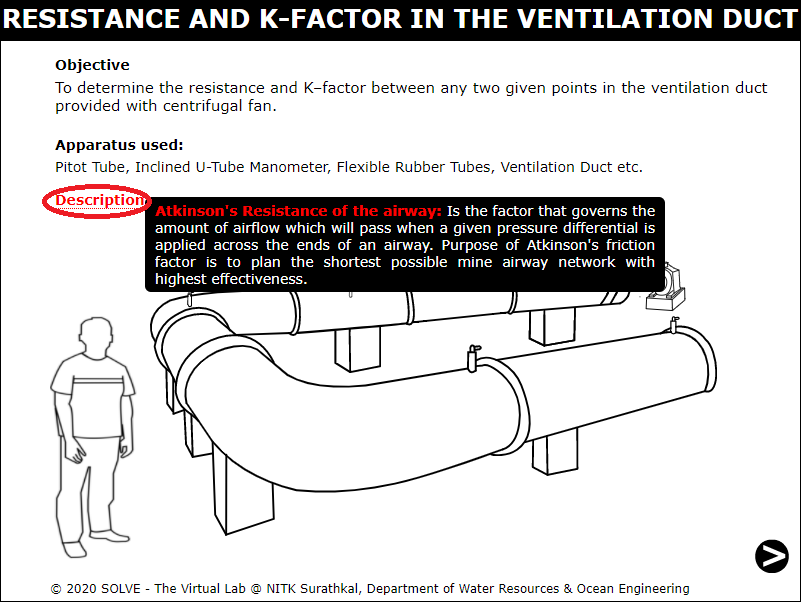 RESISTANCE AND K-FACTOR IN THE VENTILATION DUCT
Objective
To determine the resistance and K–factor between any two given points in the ventilation duct
provided with centrifugal fan.
Apparatus used:
Pitot Tube, Inclined U-Tube Manometer, Flexible Rubber Tubes, Ventilation Duct etc.
Description
Atkinson's Resistance of the airway: Is the factor that governs the
amount of airflow which will pass when a given pressure differential is
applied across the ends of an airway. Purpose of Atkinson's friction
factor is to plan the shortest possible mine airway network with
highest effectiveness.
>
© 2020 SOLVE - The Virtual Lab @ NITK Surathkal, Department of Water Resources & Ocean Engineering